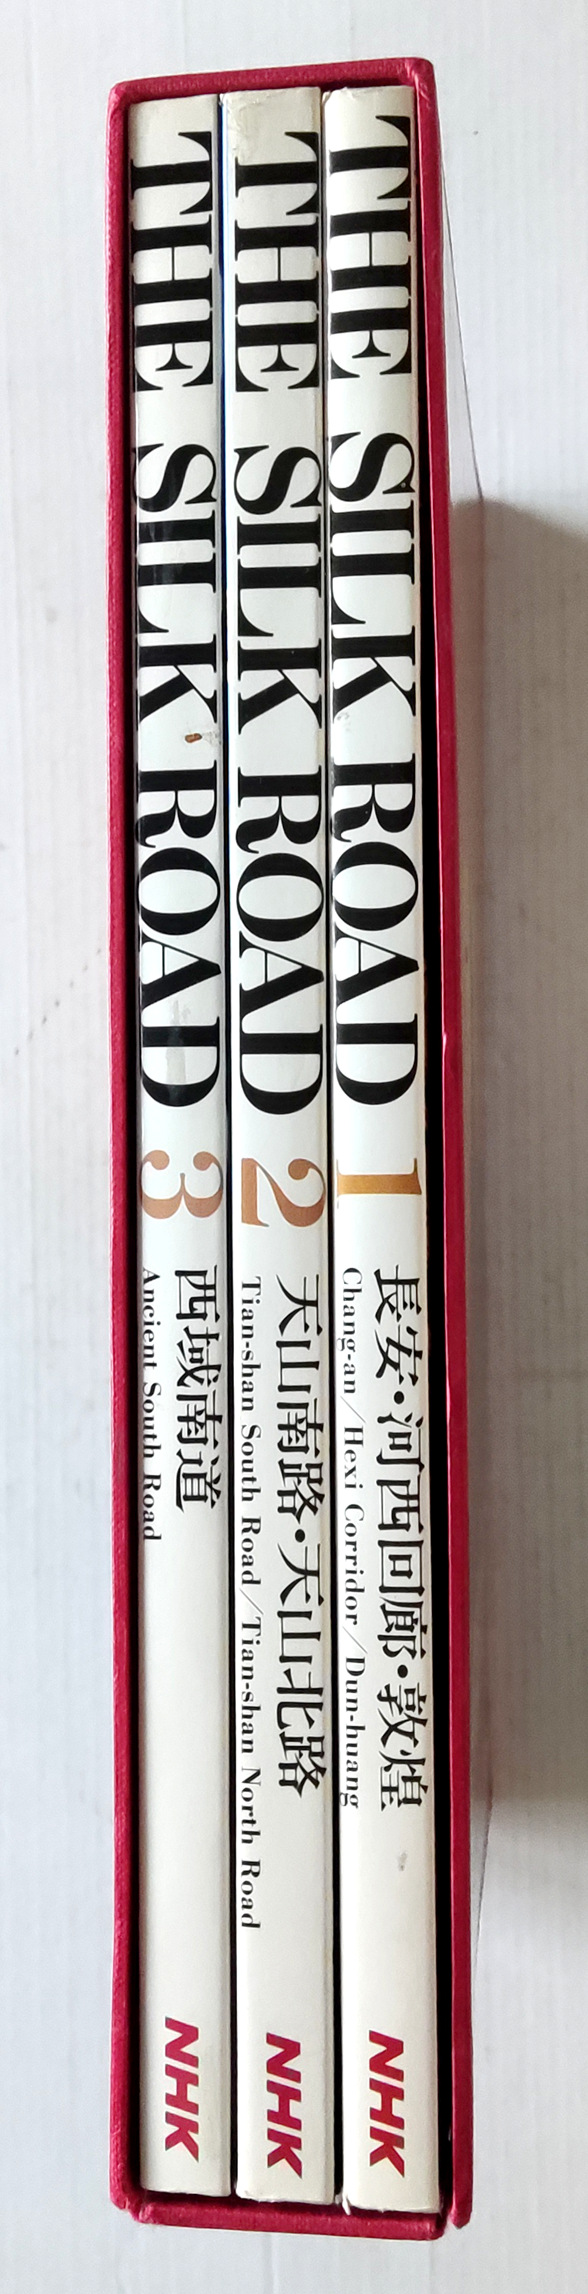 THE SILK ROAD 1
長安・河西回廊・敦煌
Chang-an/Hexi Corridor/Dun-huang
NHK
THE SILK ROAD 2
天山南路・天山北路
Tian-shan South Road/Tian-shan North Road
NHK
THE SILK ROAD 3
西域南道
Ancient South Road
NHK